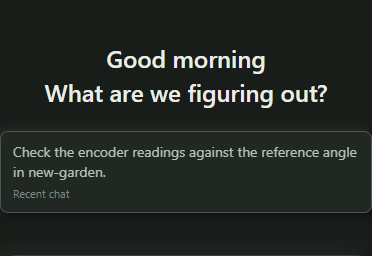 Good morning
What are we figuring out?
Check the encoder readings against the reference angle
in new-garden.
Recent chat